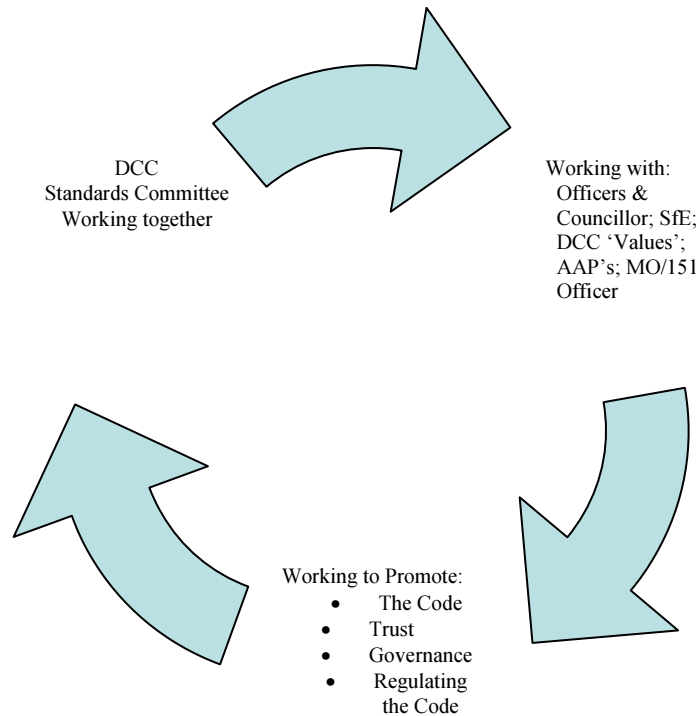 DCC
Standards Committee
Working together
Working with:
Officers &
Councillor; SfE;
DCC ‘Values’;
AAP’s; MO/151
Officer
Working to Promote:
● The Code
● Trust
● Governance
● Regulating
the Code